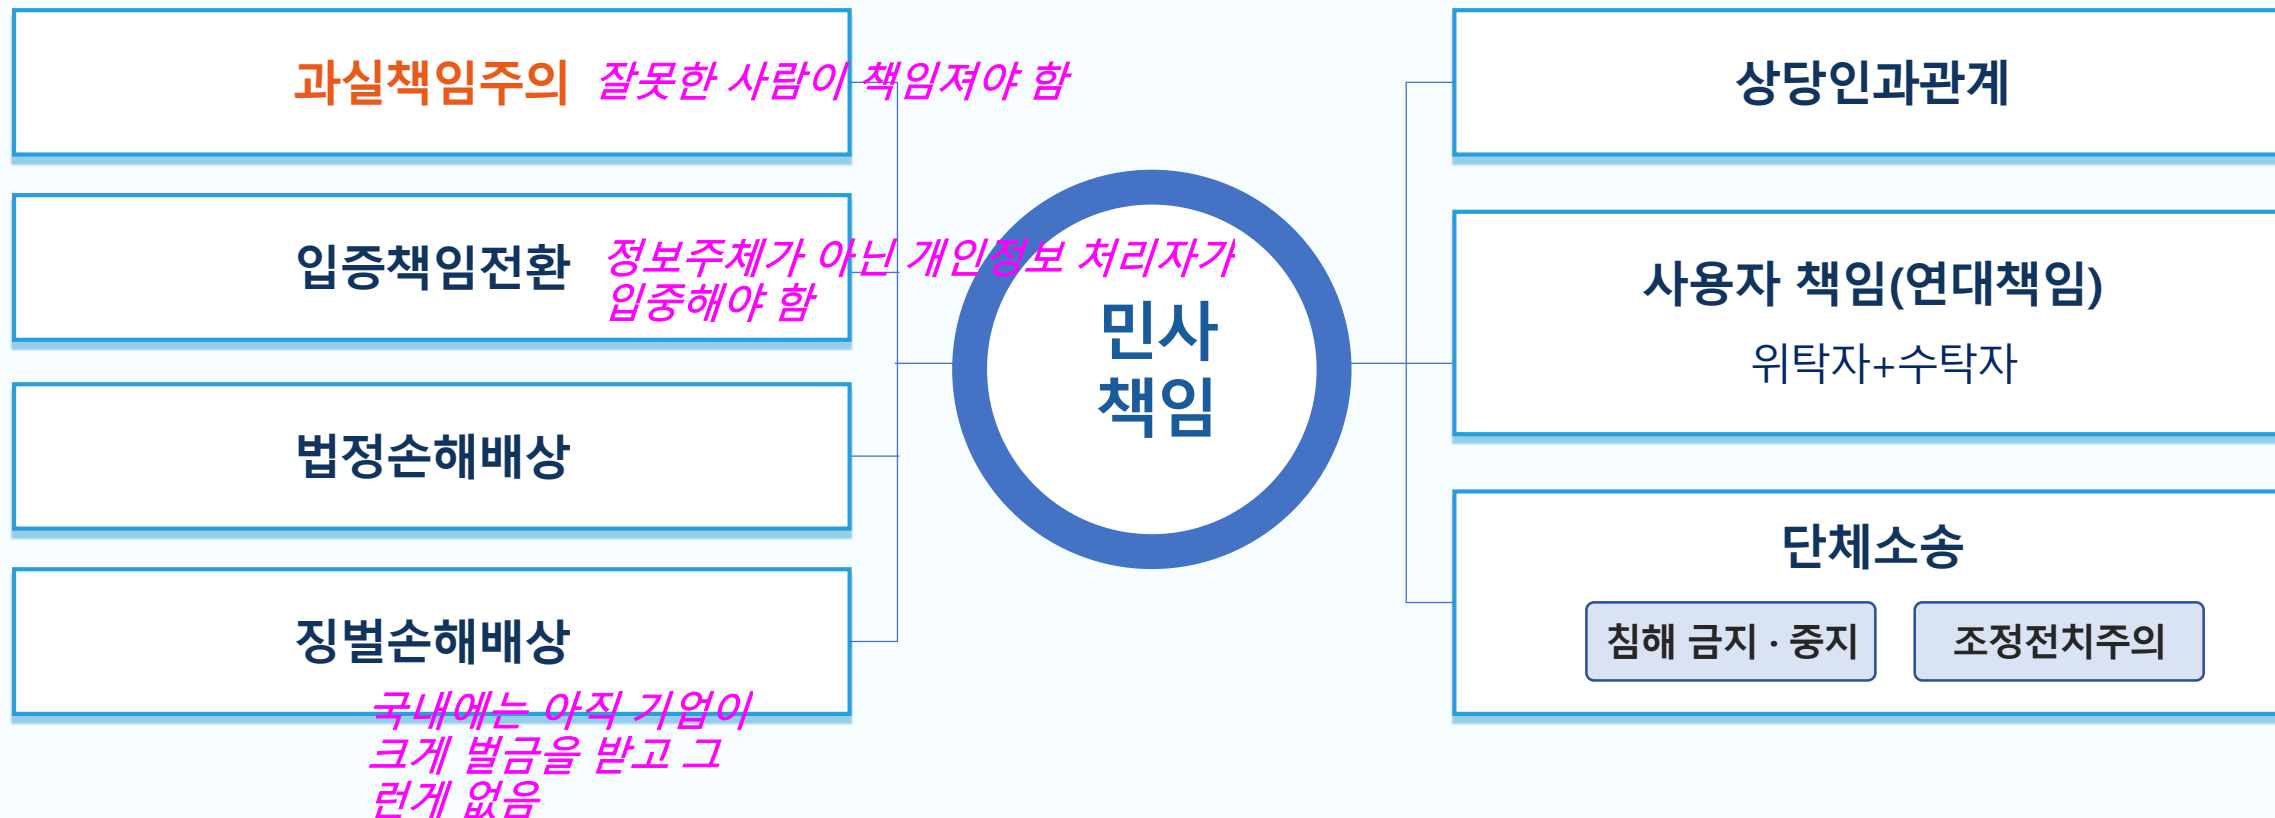 과실책임주의 잘못한 사람이 책임져야 함
입증책임전환 정보주체가 아닌 개인정보 처리자가
입중해야 함
법정손해배상
징벌손해배상
국내에는 아직 기업이
크게 벌금을 받고 그
런게 없음
민사
책임
상당인과관계
사용자 책임(연대책임)
위탁자+수탁자
단체소송
침해 금지 · 중지
조정전치주의